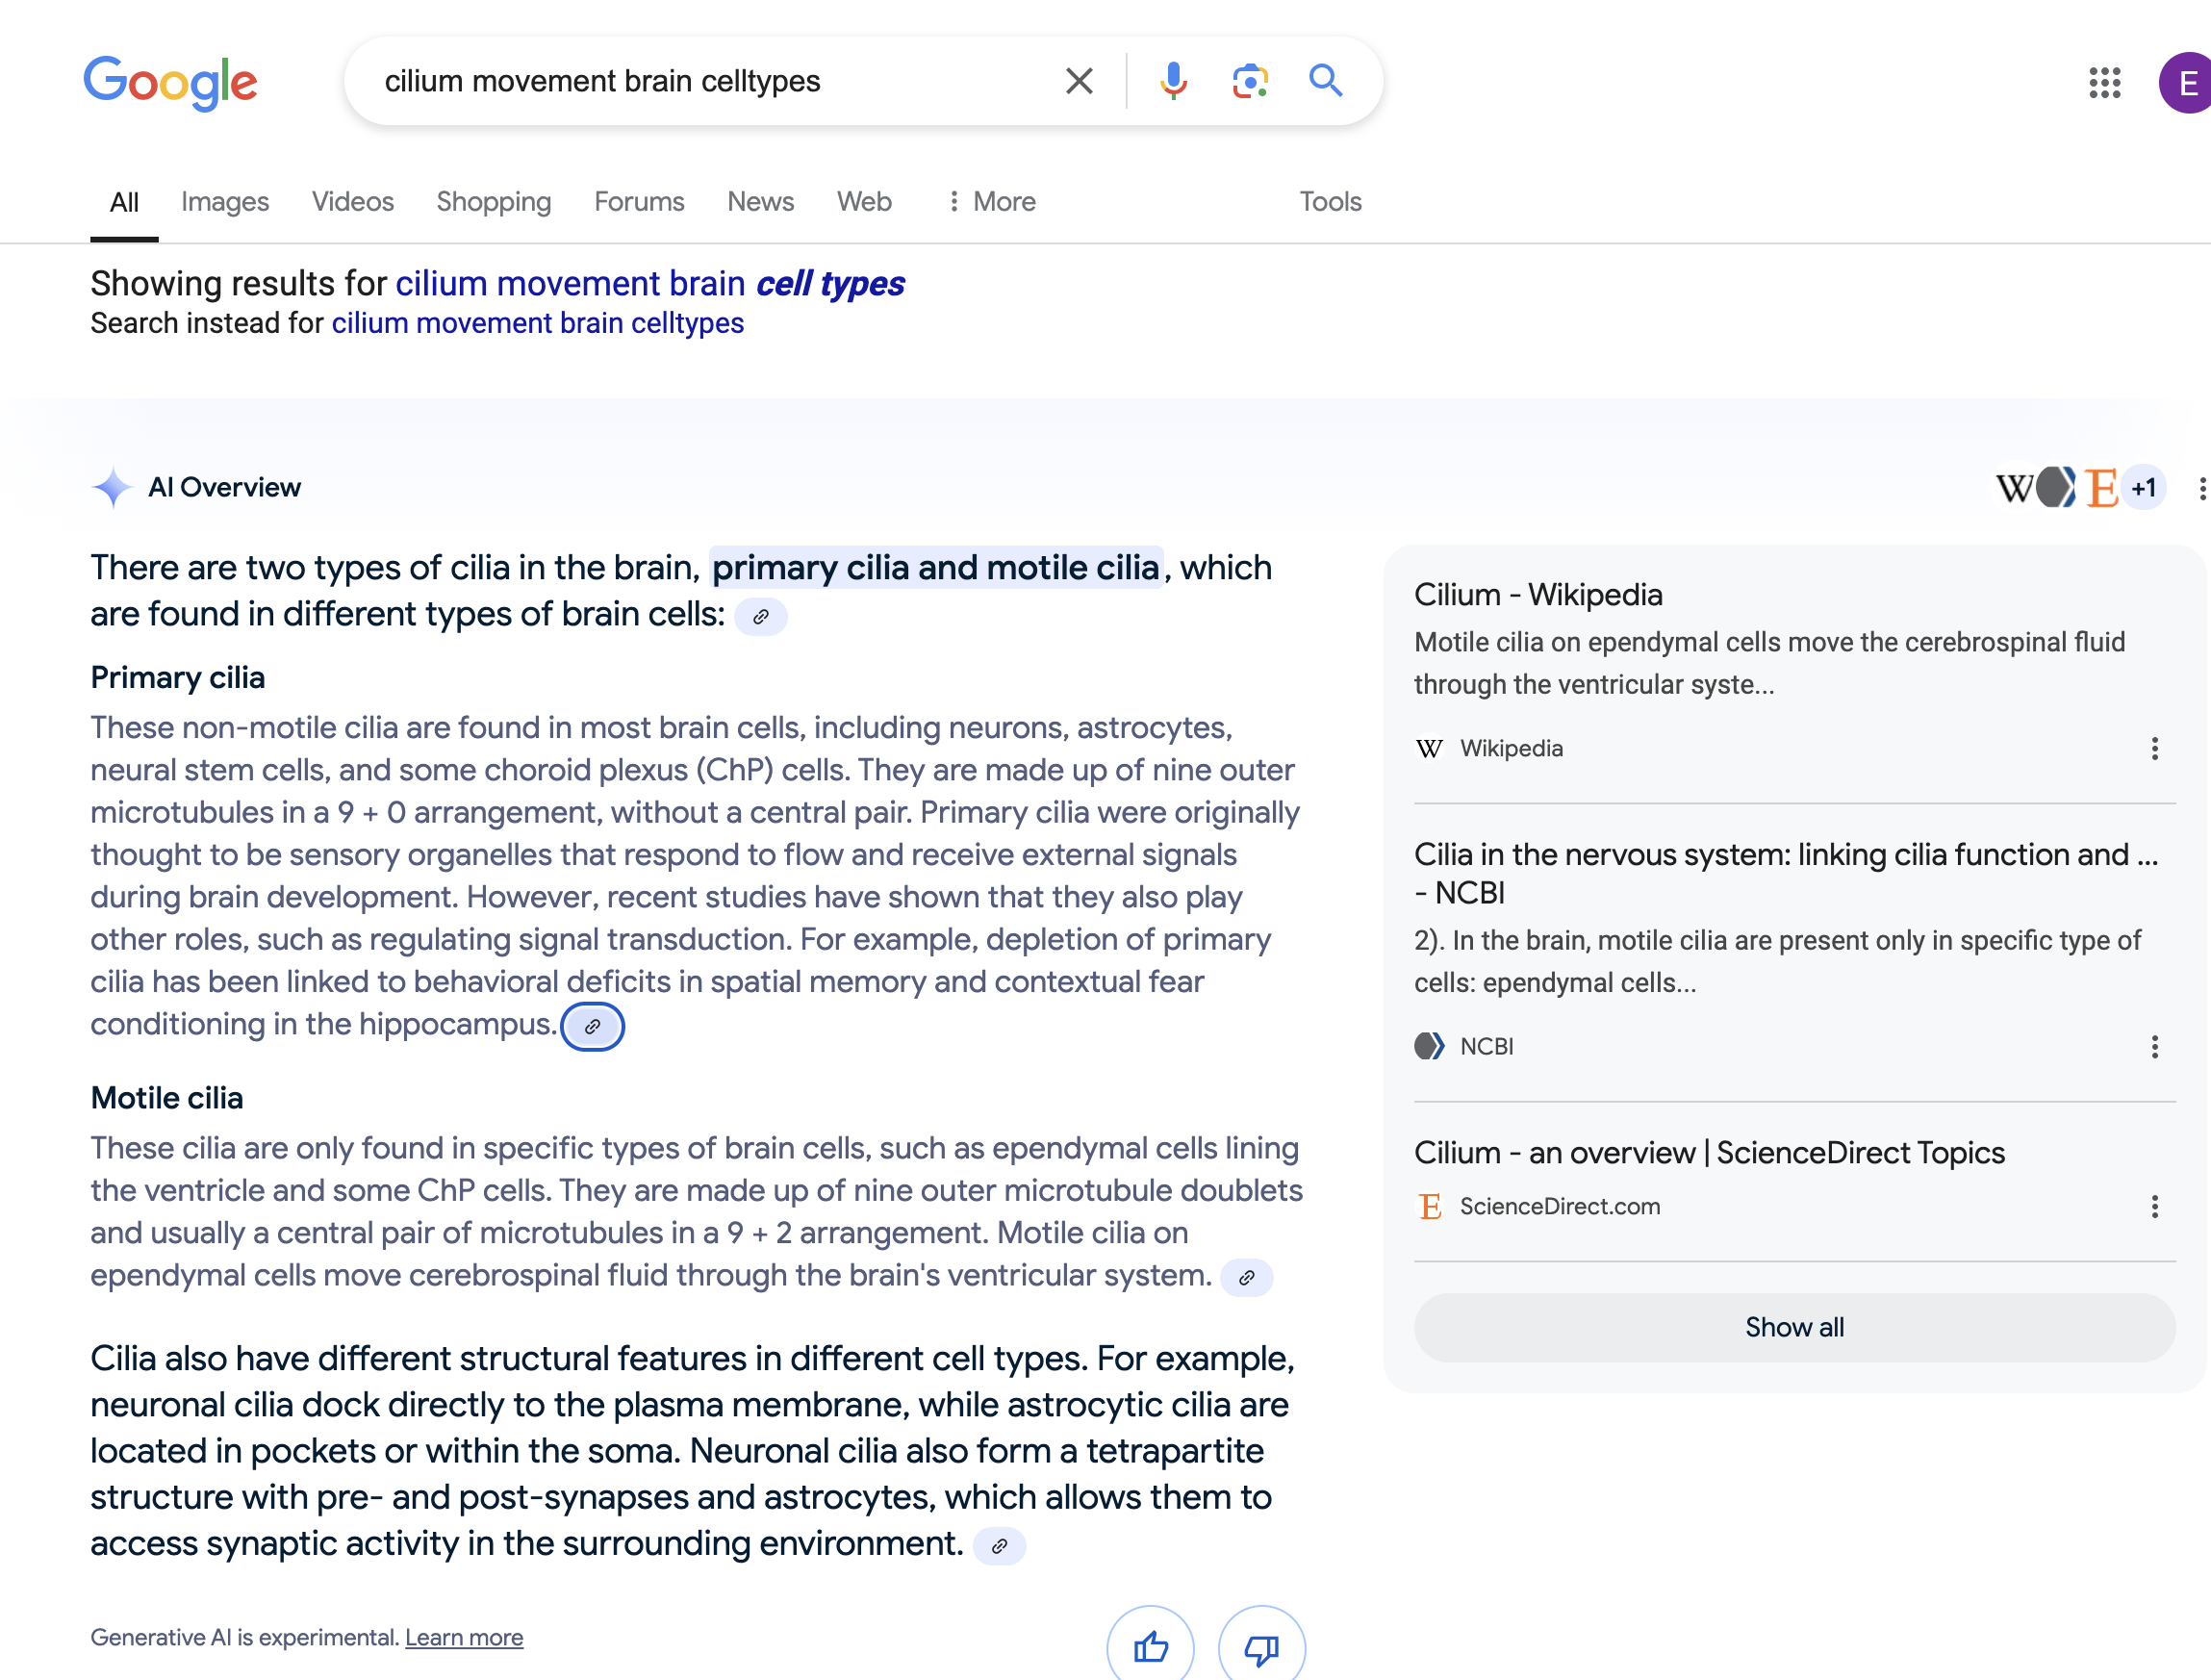 Google
cilium movement brain celltypes
E
All Images Videos Shopping Forums News Web More Tools
Showing results for cilium movement brain cell types
Search instead for cilium movement brain celltypes
AI Overview
W E +1
There are two types of cilia in the brain, primary cilia and motile cilia, which
are found in different types of brain cells:
Primary cilia
These non-motile cilia are found in most brain cells, including neurons, astrocytes,
neural stem cells, and some choroid plexus (ChP) cells. They are made up of nine outer
microtubules in a 9 + 0 arrangement, without a central pair. Primary cilia were originally
thought to be sensory organelles that respond to flow and receive external signals
during brain development. However, recent studies have shown that they also play
other roles, such as regulating signal transduction. For example, depletion of primary
cilia has been linked to behavioral deficits in spatial memory and contextual fear
conditioning in the hippocampus.
Motile cilia
These cilia are only found in specific types of brain cells, such as ependymal cells lining
the ventricle and some ChP cells. They are made up of nine outer microtubule doublets
and usually a central pair of microtubules in a 9 + 2 arrangement. Motile cilia on
ependymal cells move cerebrospinal fluid through the brain's ventricular system.
Cilia also have different structural features in different cell types. For example,
neuronal cilia dock directly to the plasma membrane, while astrocytic cilia are
located in pockets or within the soma. Neuronal cilia also form a tetrapartite
structure with pre- and post-synapses and astrocytes, which allows them to
access synaptic activity in the surrounding environment.
Generative AI is experimental. Learn more
Cilium - Wikipedia
Motile cilia on ependymal cells move the cerebrospinal fluid
through the ventricular syste...
W Wikipedia
Cilia in the nervous system: linking cilia function and ...
- NCBI
2). In the brain, motile cilia are present only in specific type of
cells: ependymal cells...
NCBI
Cilium - an overview | ScienceDirect Topics
E ScienceDirect.com
Show all